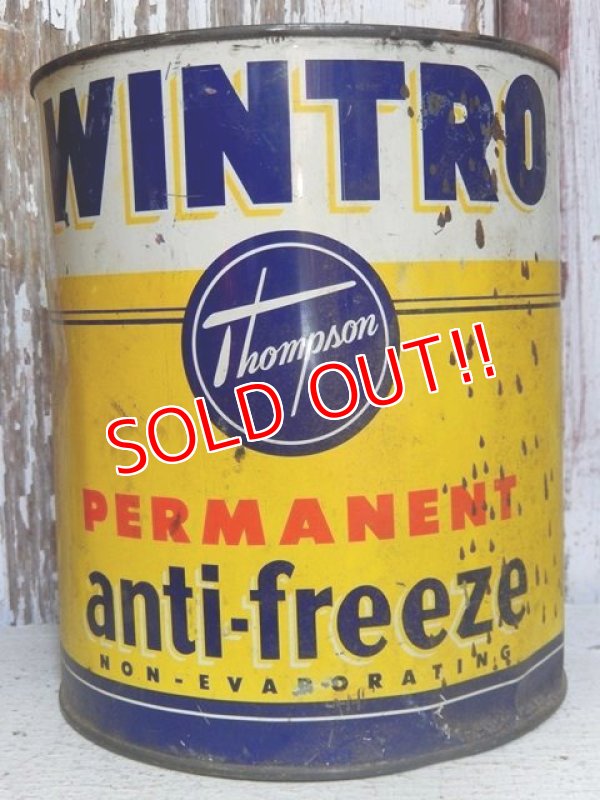 WINTRO
Thompson
SOLD OUT!!
PERMANENT
anti-freeze
NON-EVAPORATING